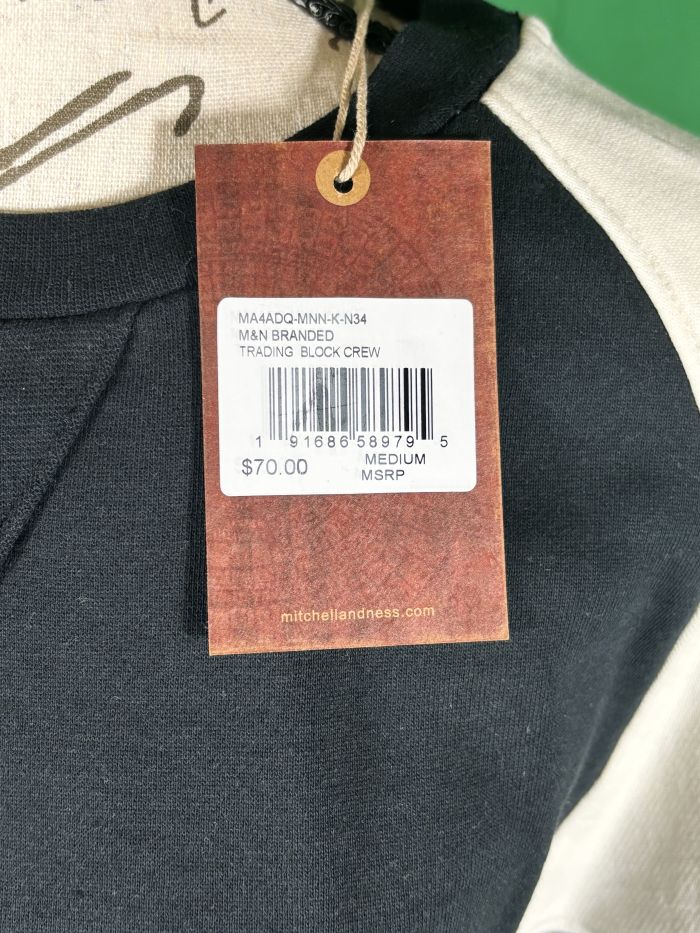 MA4ADQ-MNN-K-N34
M&N BRANDED
TRADING BLOCK CREW
1 91686 58979 5
$70.00 MEDIUM
MSRP
mitchellandness.com